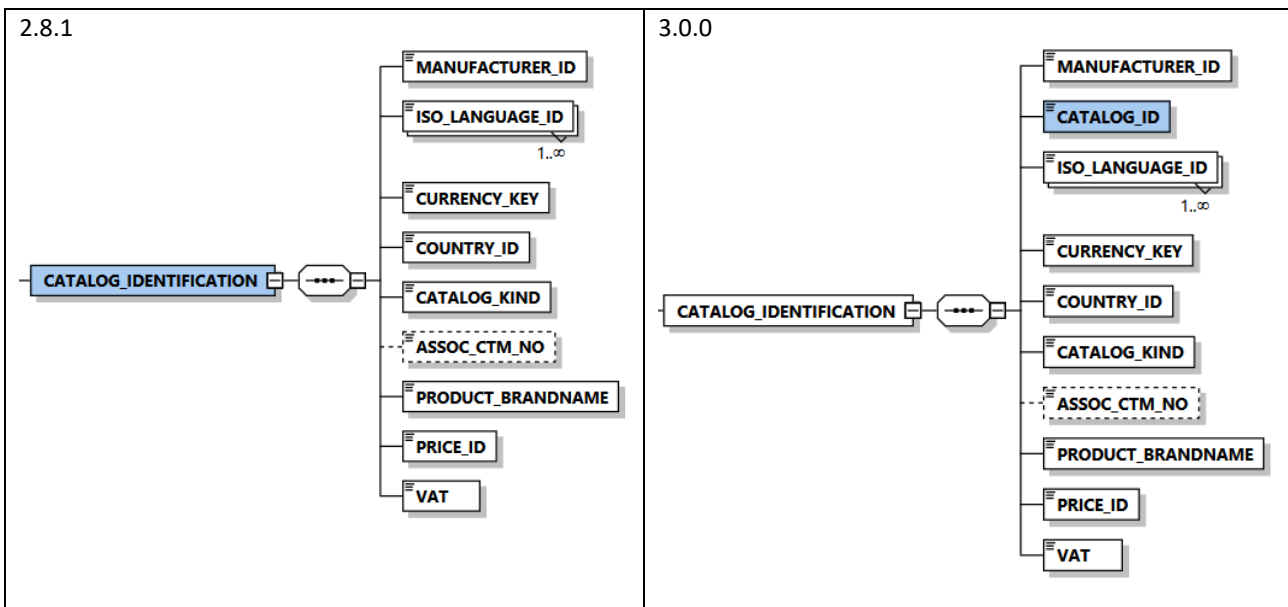 2.8.1
MANUFACTURER_ID
ISO_LANGUAGE_ID
1..∞
CURRENCY_KEY
COUNTRY_ID
CATALOG_IDENTIFICATION
CATALOG_KIND
ASSOC_CTM_NO
PRODUCT_BRANDNAME
PRICE_ID
VAT
3.0.0
MANUFACTURER_ID
CATALOG_ID
ISO_LANGUAGE_ID
1..∞
CURRENCY_KEY
COUNTRY_ID
CATALOG_IDENTIFICATION
CATALOG_KIND
ASSOC_CTM_NO
PRODUCT_BRANDNAME
PRICE_ID
VAT